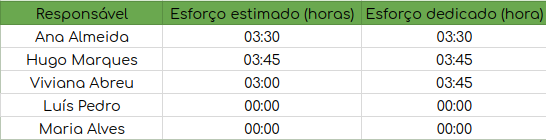 Responsável Esforço estimado (horas) Esforço dedicado (hora)
Ana Almeida 03:30 03:30
Hugo Marques 03:45 03:45
Viviana Abreu 03:00 03:45
Luís Pedro 00:00 00:00
Maria Alves 00:00 00:00